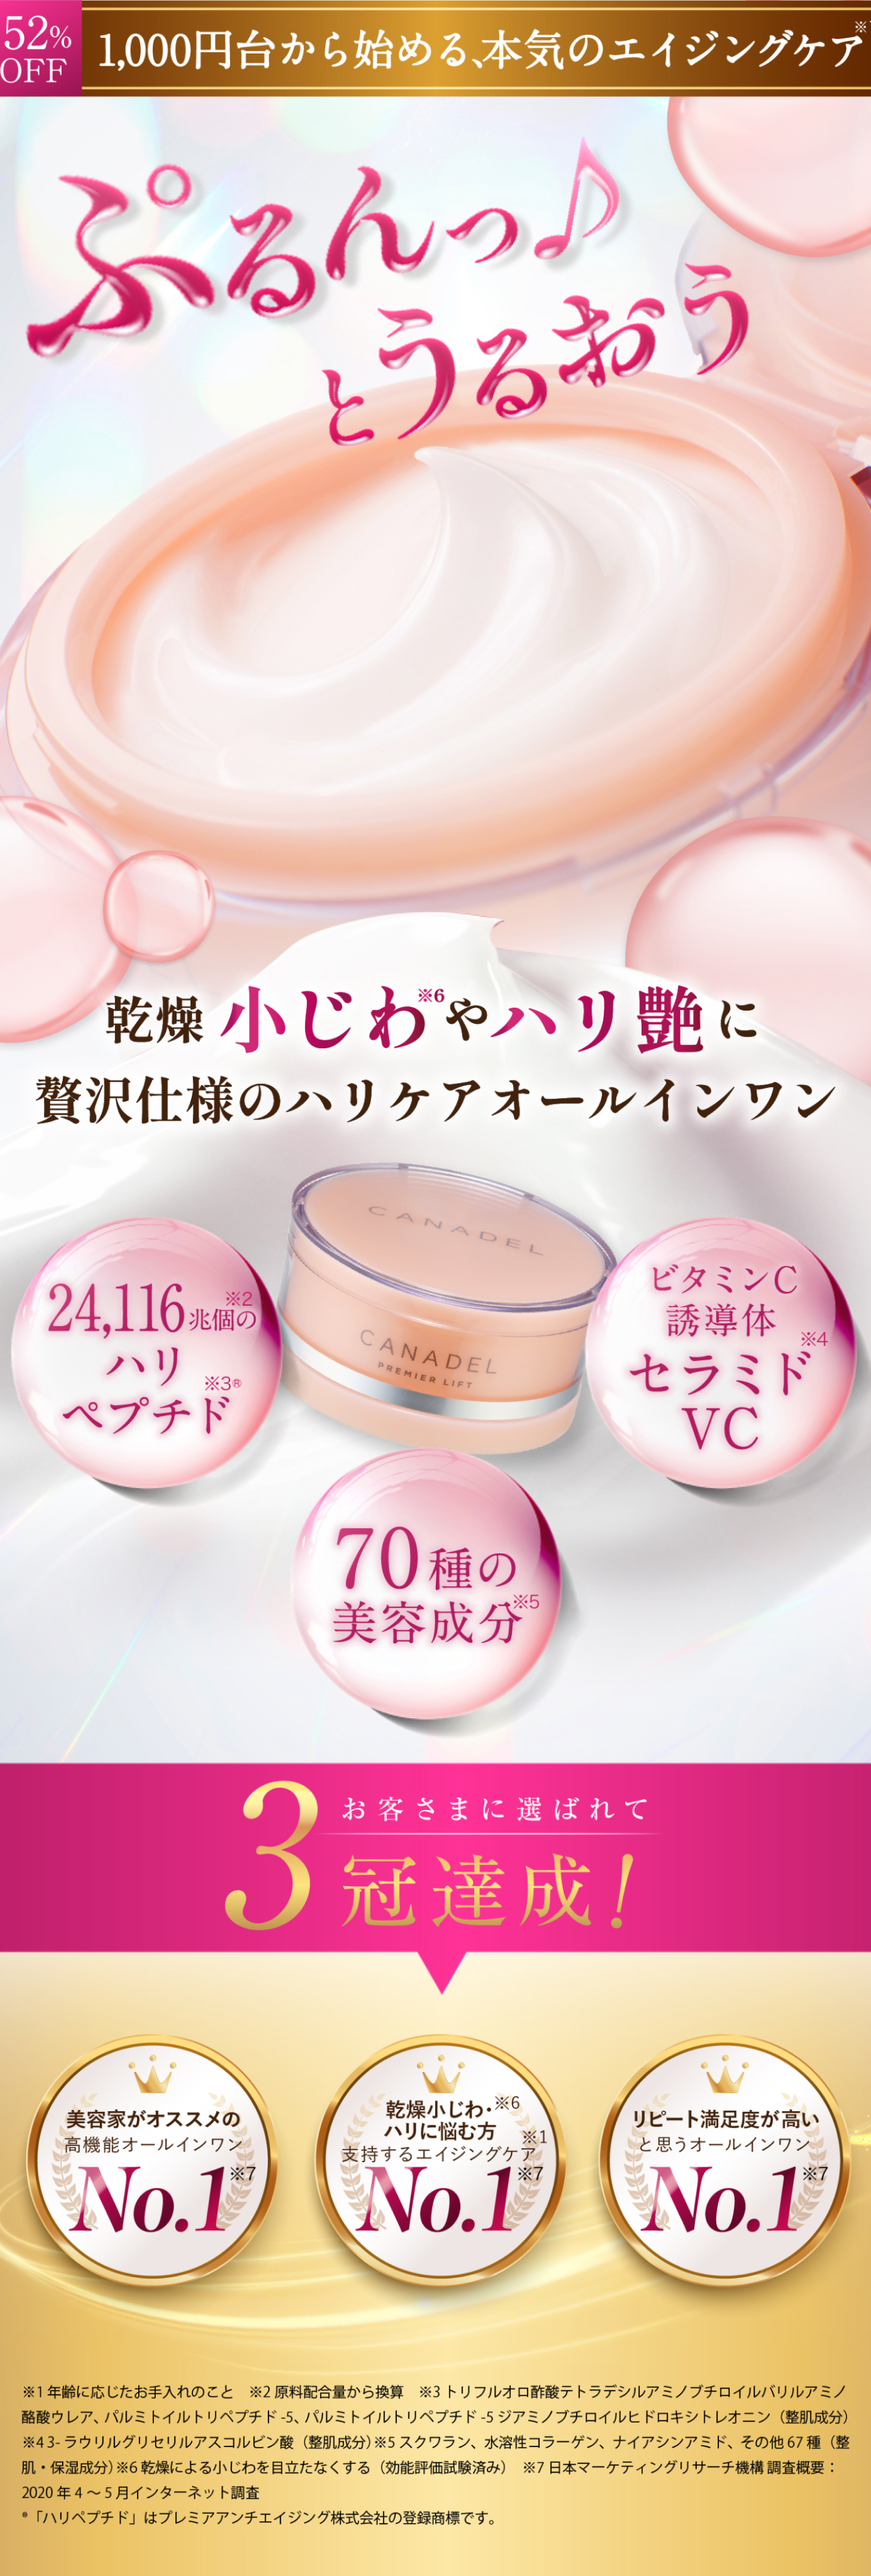 52%
OFF
1,000円台から始める、本気のエイジングケア※
ぷるんっ♪
とうるおう
乾燥小じわ※6やハリ艶に
贅沢仕様のハリケアオールインワン
CANADEL
CANADEL
PREMIER LIFT
24,116兆個の※2
ハリ
ペプチド※3®
ビタミンC
誘導体
セラミド※4
VC
70種の
美容成分※5
お客さまに選ばれて
3冠達成!
美容家がオススメの
高機能オールインワン
No.1※7
乾燥小じわ・※6
ハリに悩む方
支持するエイジングケア※1
No.1※7
リピート満足度が高い
と思うオールインワン
No.1※7
※1 年齢に応じたお手入れのこと ※2 原料配合量から換算 ※3 トリフルオロ酢酸テトラデシルアミノブチロイルバリルアミノ
酪酸ウレア、パルミトイルトリペプチド -5、パルミトイルトリペプチド -5 ジアミノブチロイルヒドロキシトレオニン（整肌成分）
※4 3- ラウリルグリセリルアスコルビン酸（整肌成分）※5 スクワラン、水溶性コラーゲン、ナイアシンアミド、その他 67 種（整
肌・保湿成分）※6 乾燥による小じわを目立たなくする（効能評価試験済み） ※7 日本マーケティングリサーチ機構 調査概要：
2020 年 4 〜 5 月インターネット調査
®「ハリペプチド」はプレミアアンチエイジング株式会社の登録商標です。